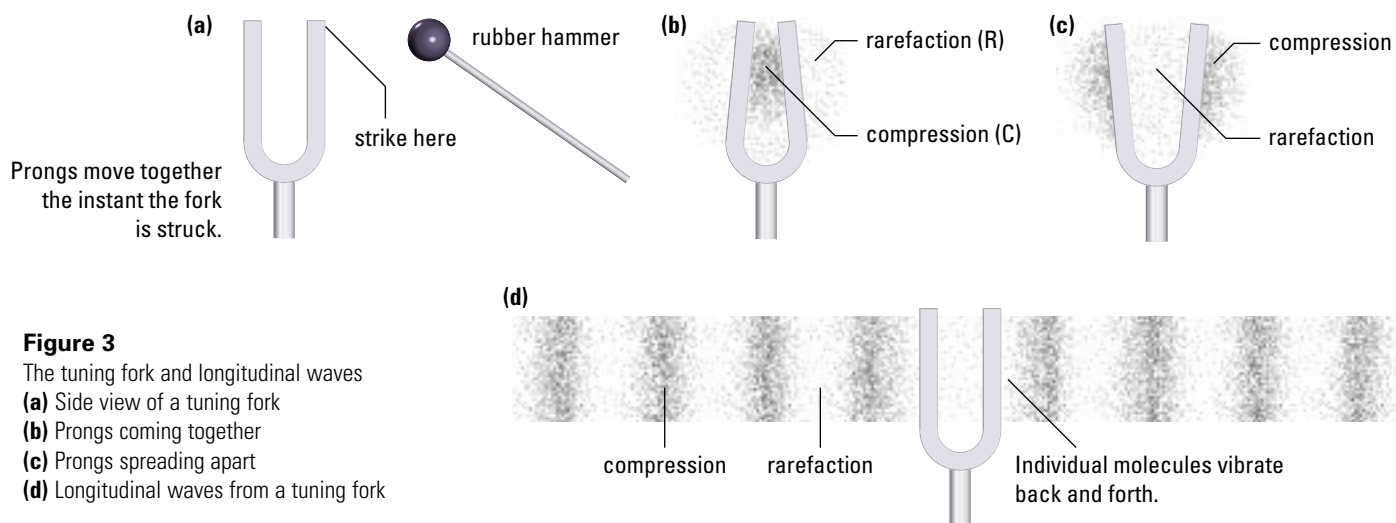 (a)
rubber hammer
strike here
Prongs move together
the instant the fork
is struck.
(b)
rarefaction (R)
compression (C)
(c)
compression
rarefaction
(d)
compression
rarefaction
Individual molecules vibrate
back and forth.
Figure 3
The tuning fork and longitudinal waves
(a) Side view of a tuning fork
(b) Prongs coming together
(c) Prongs spreading apart
(d) Longitudinal waves from a tuning fork